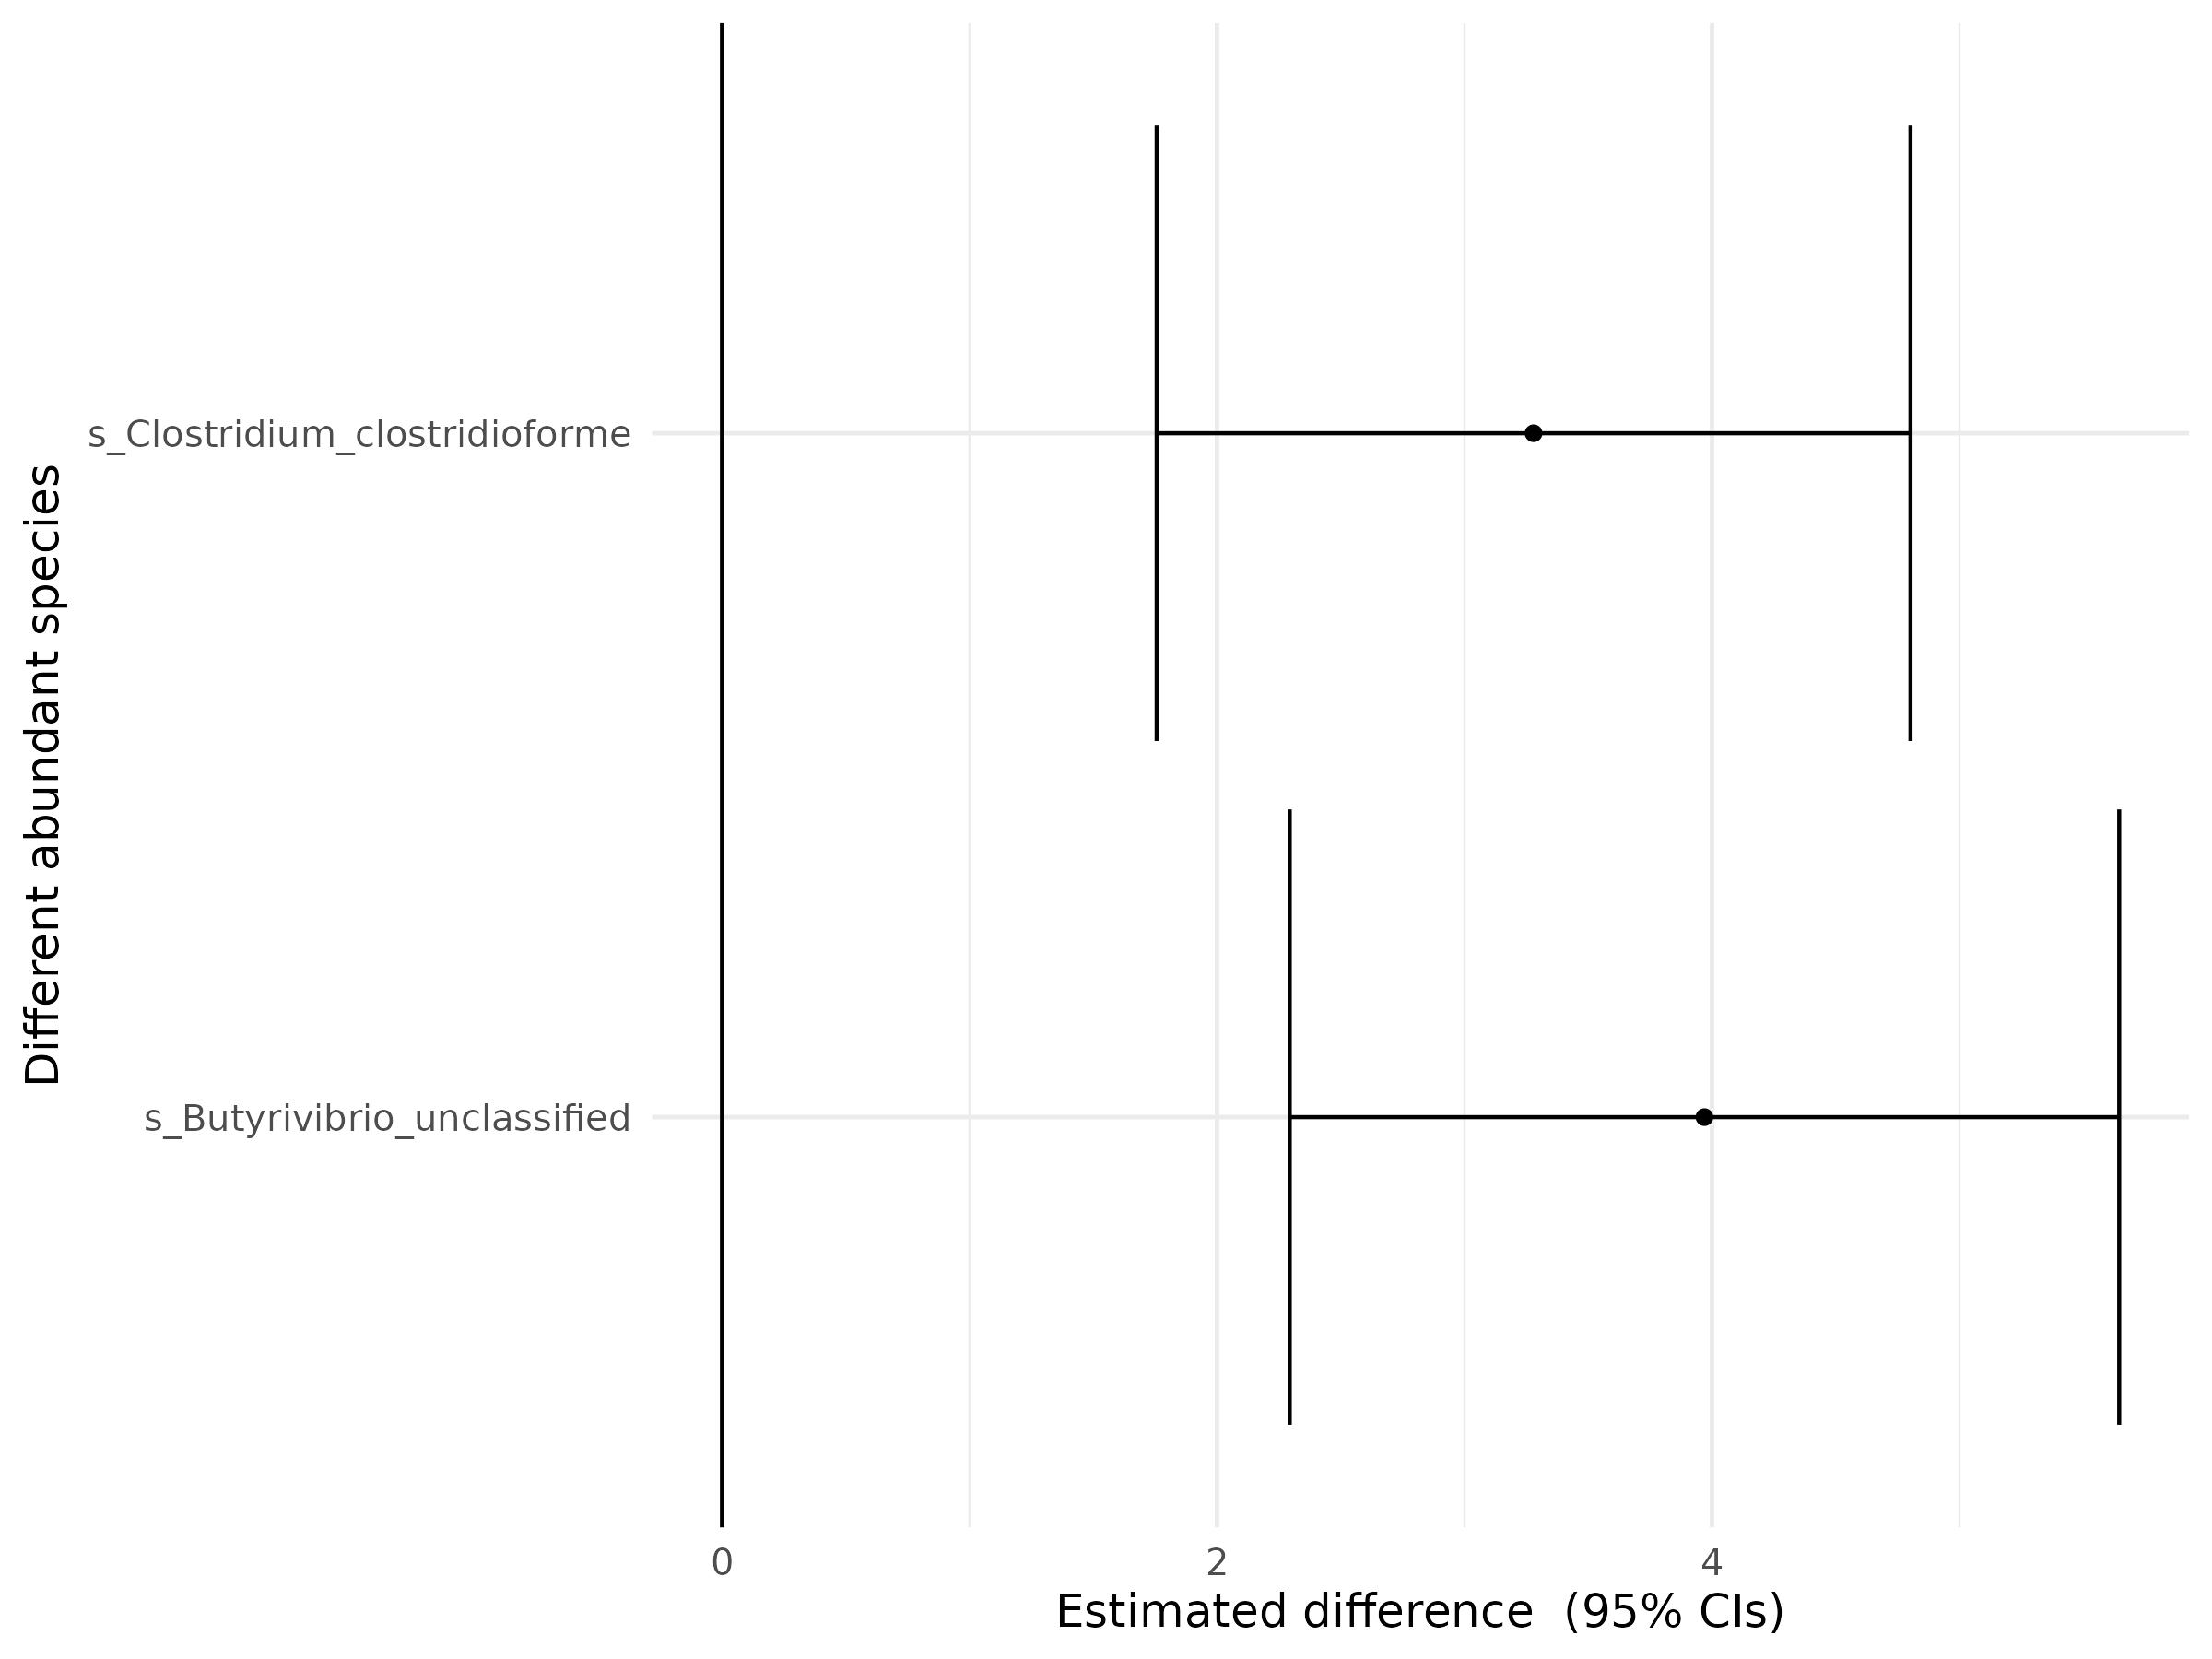 Different abundant species
s_Clostridium_clostridioforme
s_Butyrivibrio_unclassified
0 2 4
Estimated difference  (95% CIs)